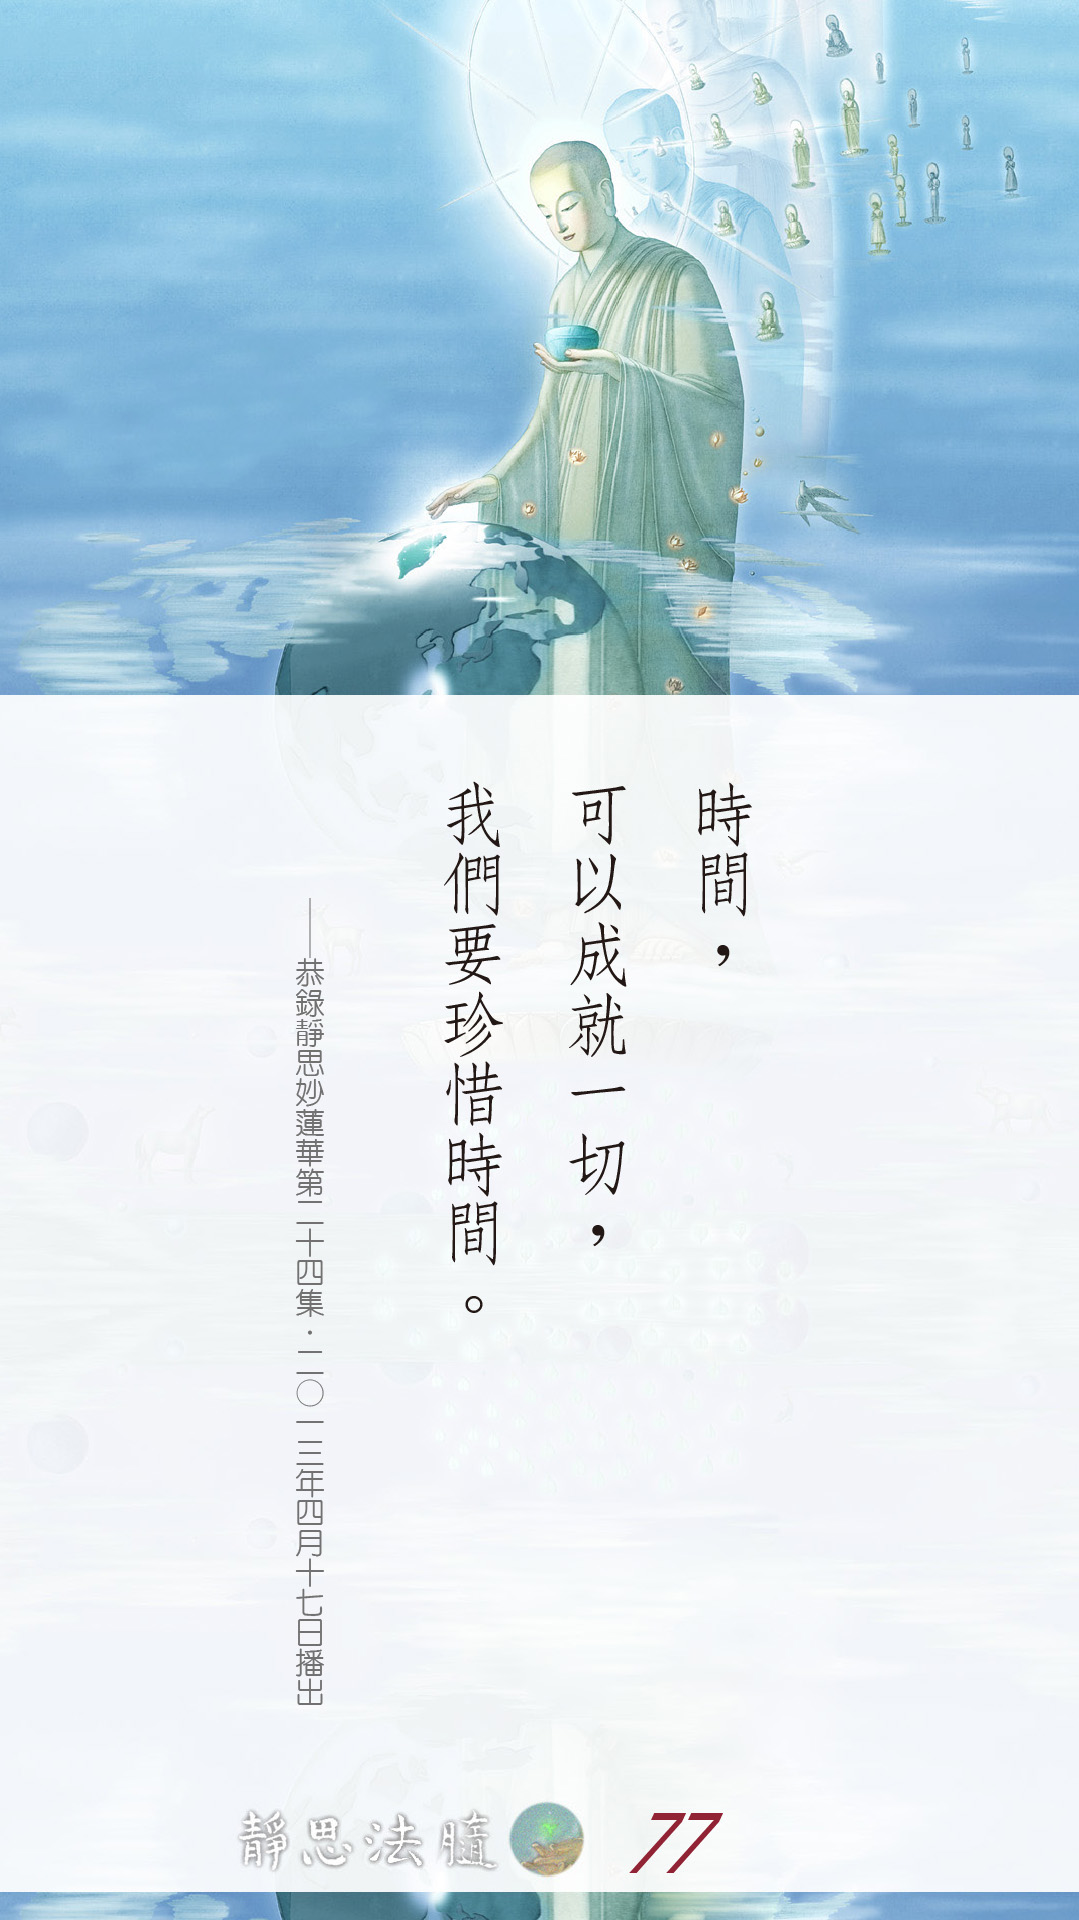 時間，
可以成就一切，
我們要珍惜時間。
——恭錄靜思妙蓮華第二十四集．二〇一三年四月十七日播出
靜思法髓
77